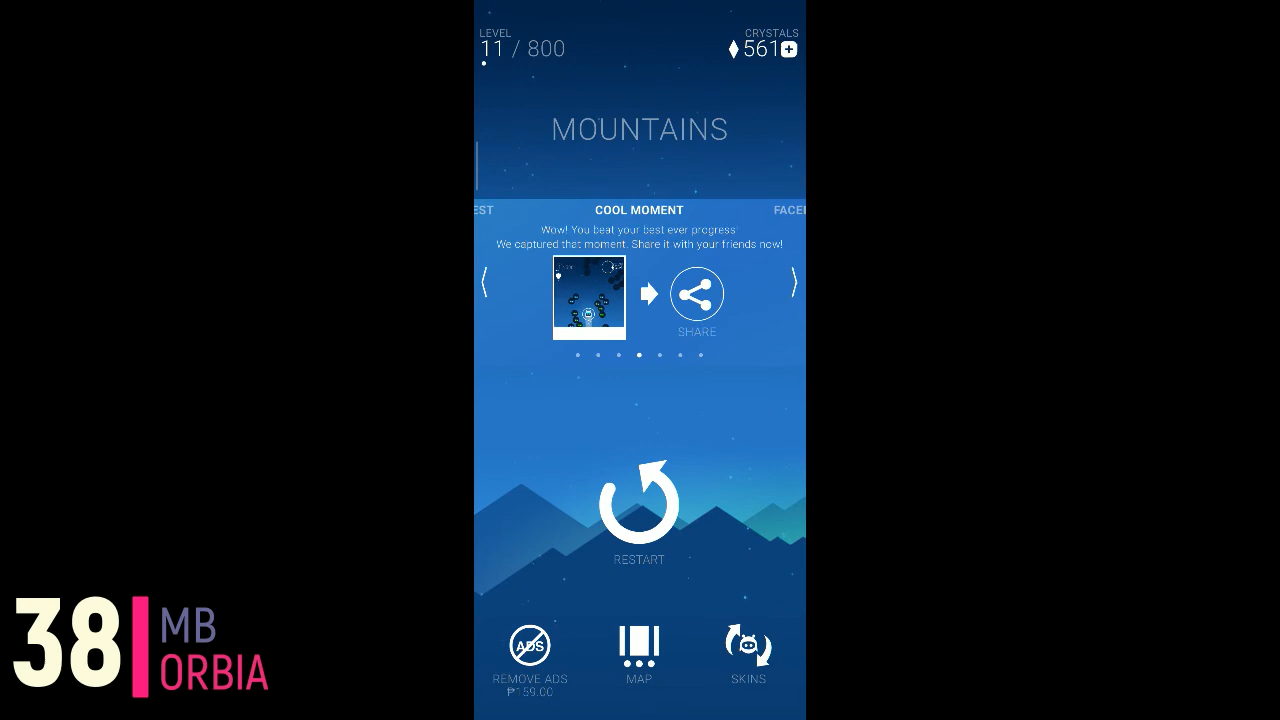 LEVEL
11 / 800
CRYSTALS
561
MOUNTAINS
EST
COOL MOMENT
FACE
Wow! You beat your best ever progress!
We captured that moment. Share it with your friends now!
SHARE
RESTART
ADS
REMOVE ADS
₱159.00
MAP
SKINS
38
MB
ORBIA